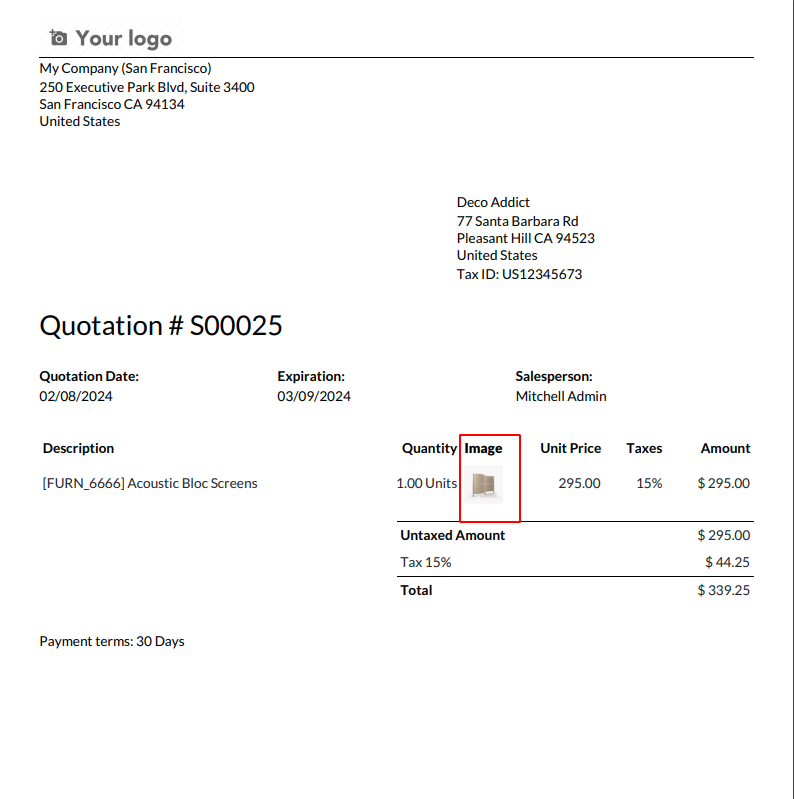 Your logo
My Company (San Francisco)
250 Executive Park Blvd, Suite 3400
San Francisco CA 94134
United States
Deco Addict
77 Santa Barbara Rd
Pleasant Hill CA 94523
United States
Tax ID: US12345673
Quotation # S00025
Quotation Date: Expiration: Salesperson:
02/08/2024 03/09/2024 Mitchell Admin
Description Quantity Image Unit Price Taxes Amount
[FURN_6666] Acoustic Bloc Screens 1.00 Units 295.00 15% $ 295.00
Untaxed Amount $ 295.00
Tax 15% $ 44.25
Total $ 339.25
Payment terms: 30 Days